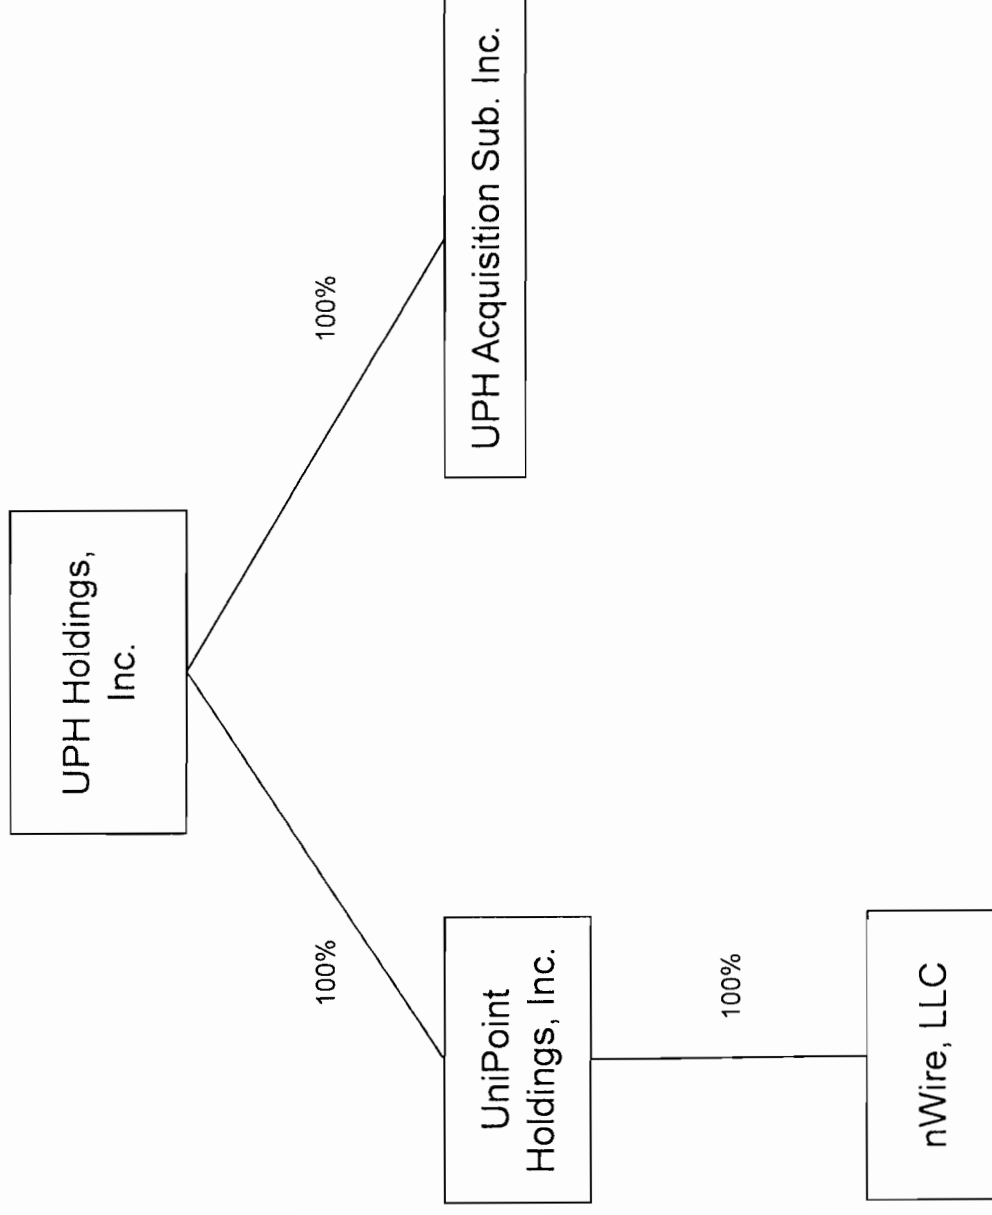 UPH Holdings,
Inc.
100%
100%
UniPoint
Holdings, Inc.
UPH Acquisition Sub. Inc.
100%
nWire, LLC